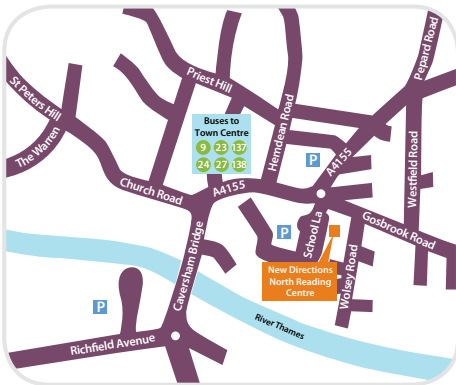 Pepard Road
Priest Hill
St Peters Hill
The Warren
Buses to
Town Centre
9 23 137
24 27 138
Hemdean Road
P
A4155
Westfield Road
Church Road
A4155
Gosbrook Road
P
School La
Caversham Bridge
New Directions
North Reading
Centre
Wolsey Road
P
River Thames
Richfield Avenue